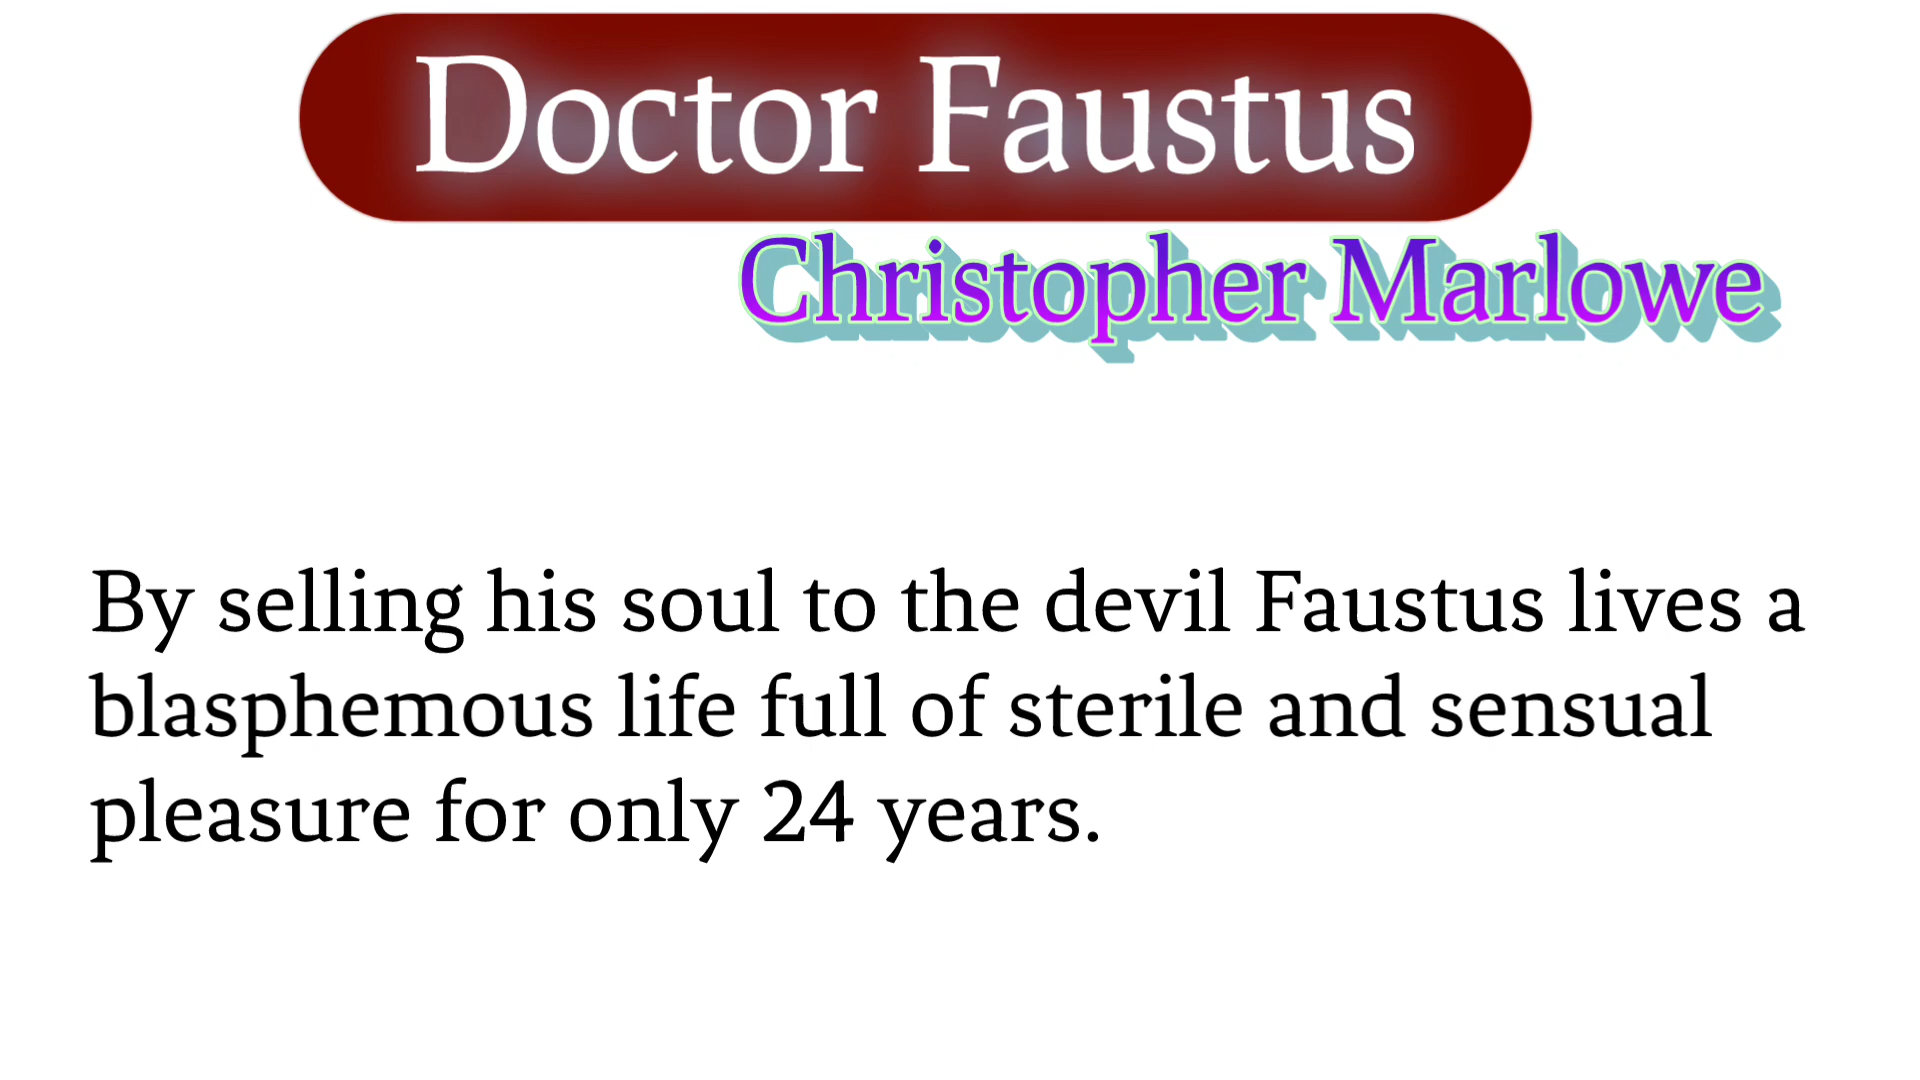 Doctor Faustus
Christopher Marlowe
By selling his soul to the devil Faustus lives a
blasphemous life full of sterile and sensual
pleasure for only 24 years.